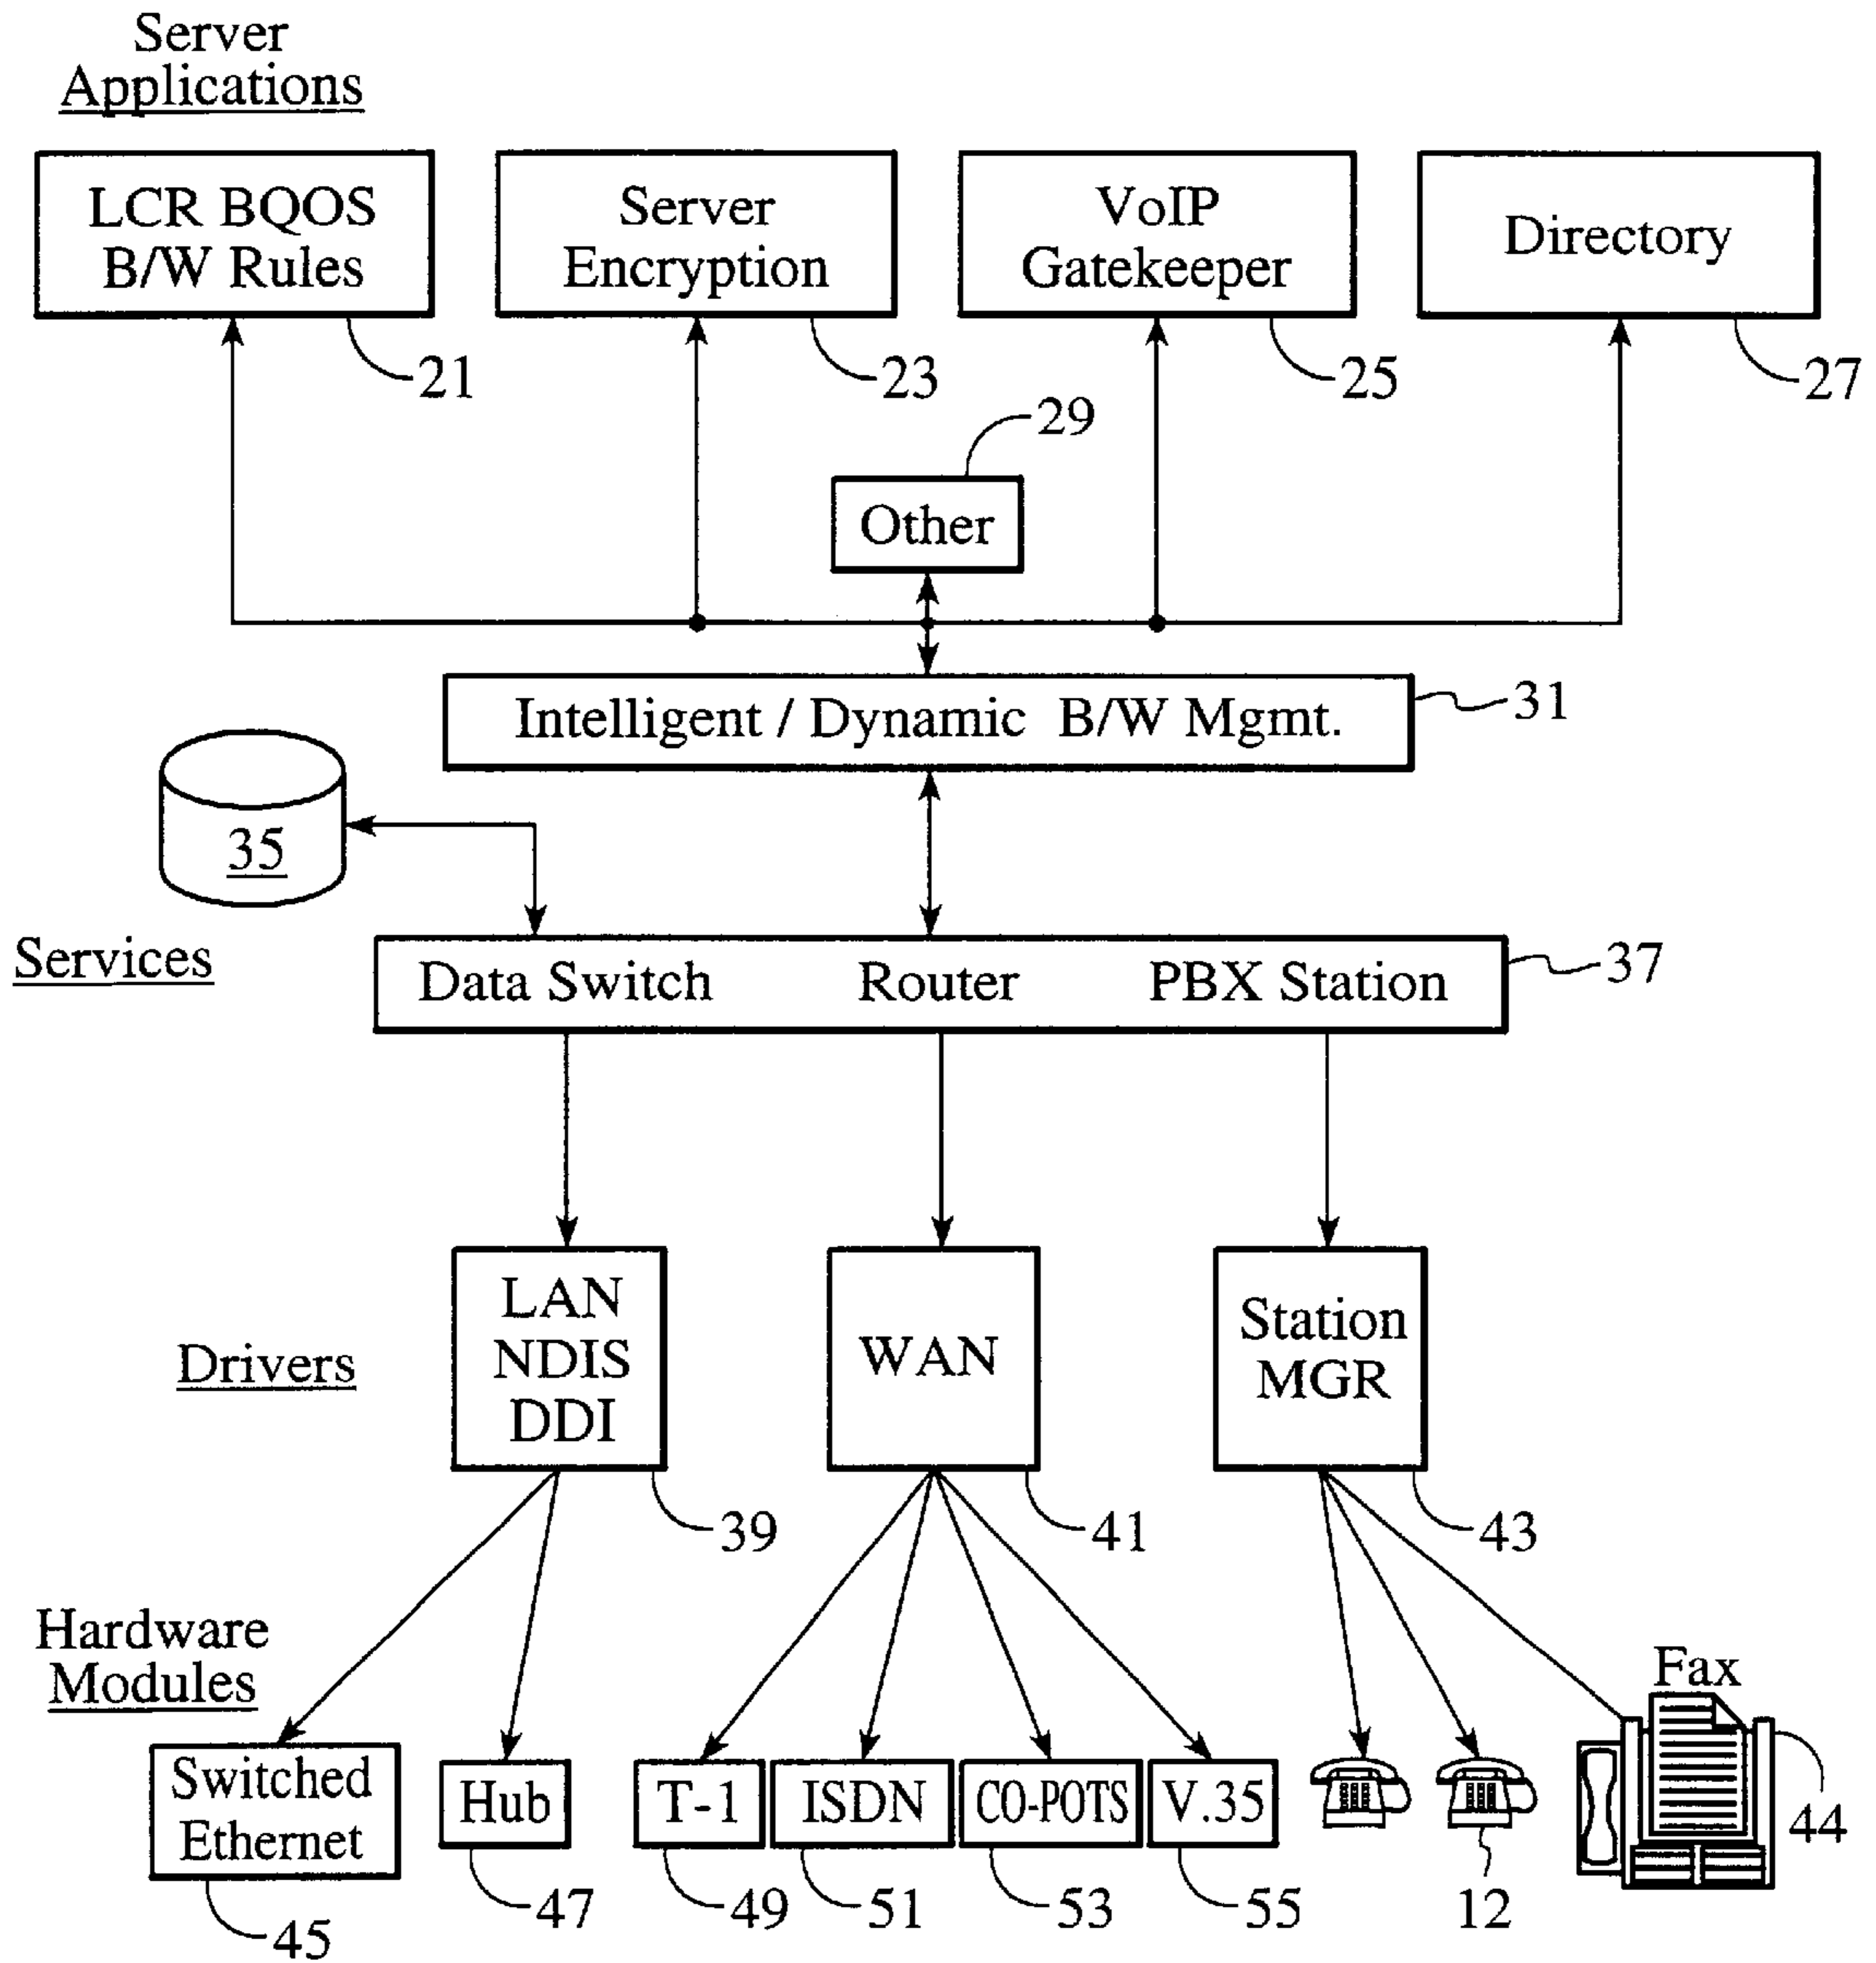 Server
Applications
LCR BQOS
B/W Rules
Server
Encryption
VoIP
Gatekeeper
Directory
21
23
25
27
29
Other
Intelligent / Dynamic B/W Mgmt.
31
35
Services
Data Switch Router PBX Station
37
Drivers
LAN
NDIS
DDI
WAN
Station
MGR
39
41
43
Hardware
Modules
Fax
Switched
Ethernet
Hub
T-1
ISDN
CO-POTS
V.35
44
45
47
49
51
53
55
12